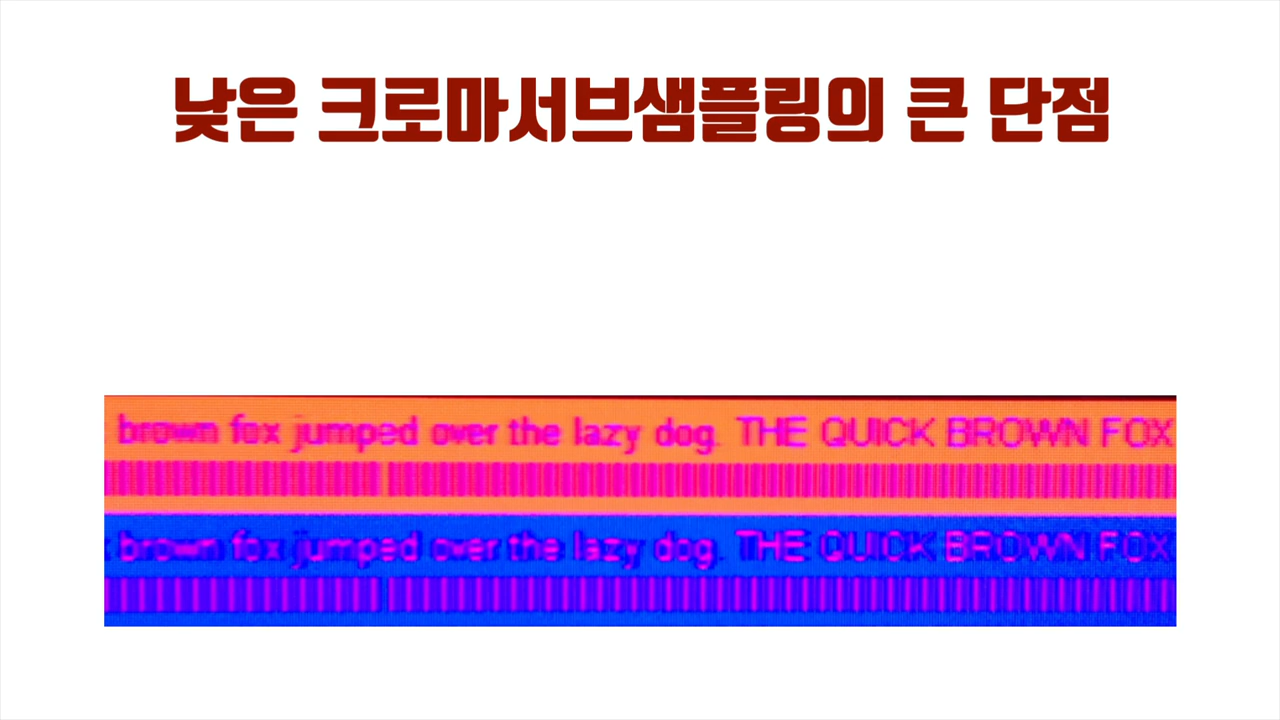 낮은 크로마서브샘플링의 큰 단점
brown fox jumped over the lazy dog. THE QUICK BROWN FOX
brown fox jumped over the lazy dog. THE QUICK BROWN FOX